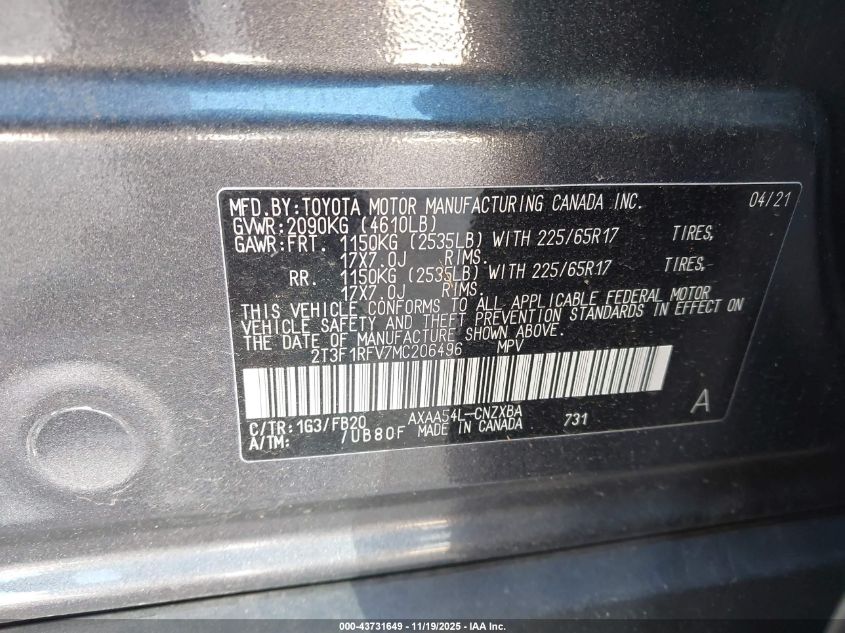 MFD.BY:TOYOTA MOTOR MANUFACTURING CANADA INC. 04/21
GVWR:2090KG (4610LB)
GAWR:FRT. 1150KG (2535LB) WITH 225/65R17 TIRES,
17X7.0J RIMS.
RR. 1150KG (2535LB) WITH 225/65R17 TIRES,
17X7.0J RIMS.
THIS VEHICLE CONFORMS TO ALL APPLICABLE FEDERAL MOTOR
VEHICLE SAFETY AND THEFT PREVENTION STANDARDS IN EFFECT ON
THE DATE OF MANUFACTURE SHOWN ABOVE.
2T3F1RFV7MC206496 MPV
A
C/TR:1G3/FB20 AXAA54L-CNZXBA 731
A/TM: /UB80F MADE IN CANADA
000-43731649 - 11/19/2025 - IAA Inc.